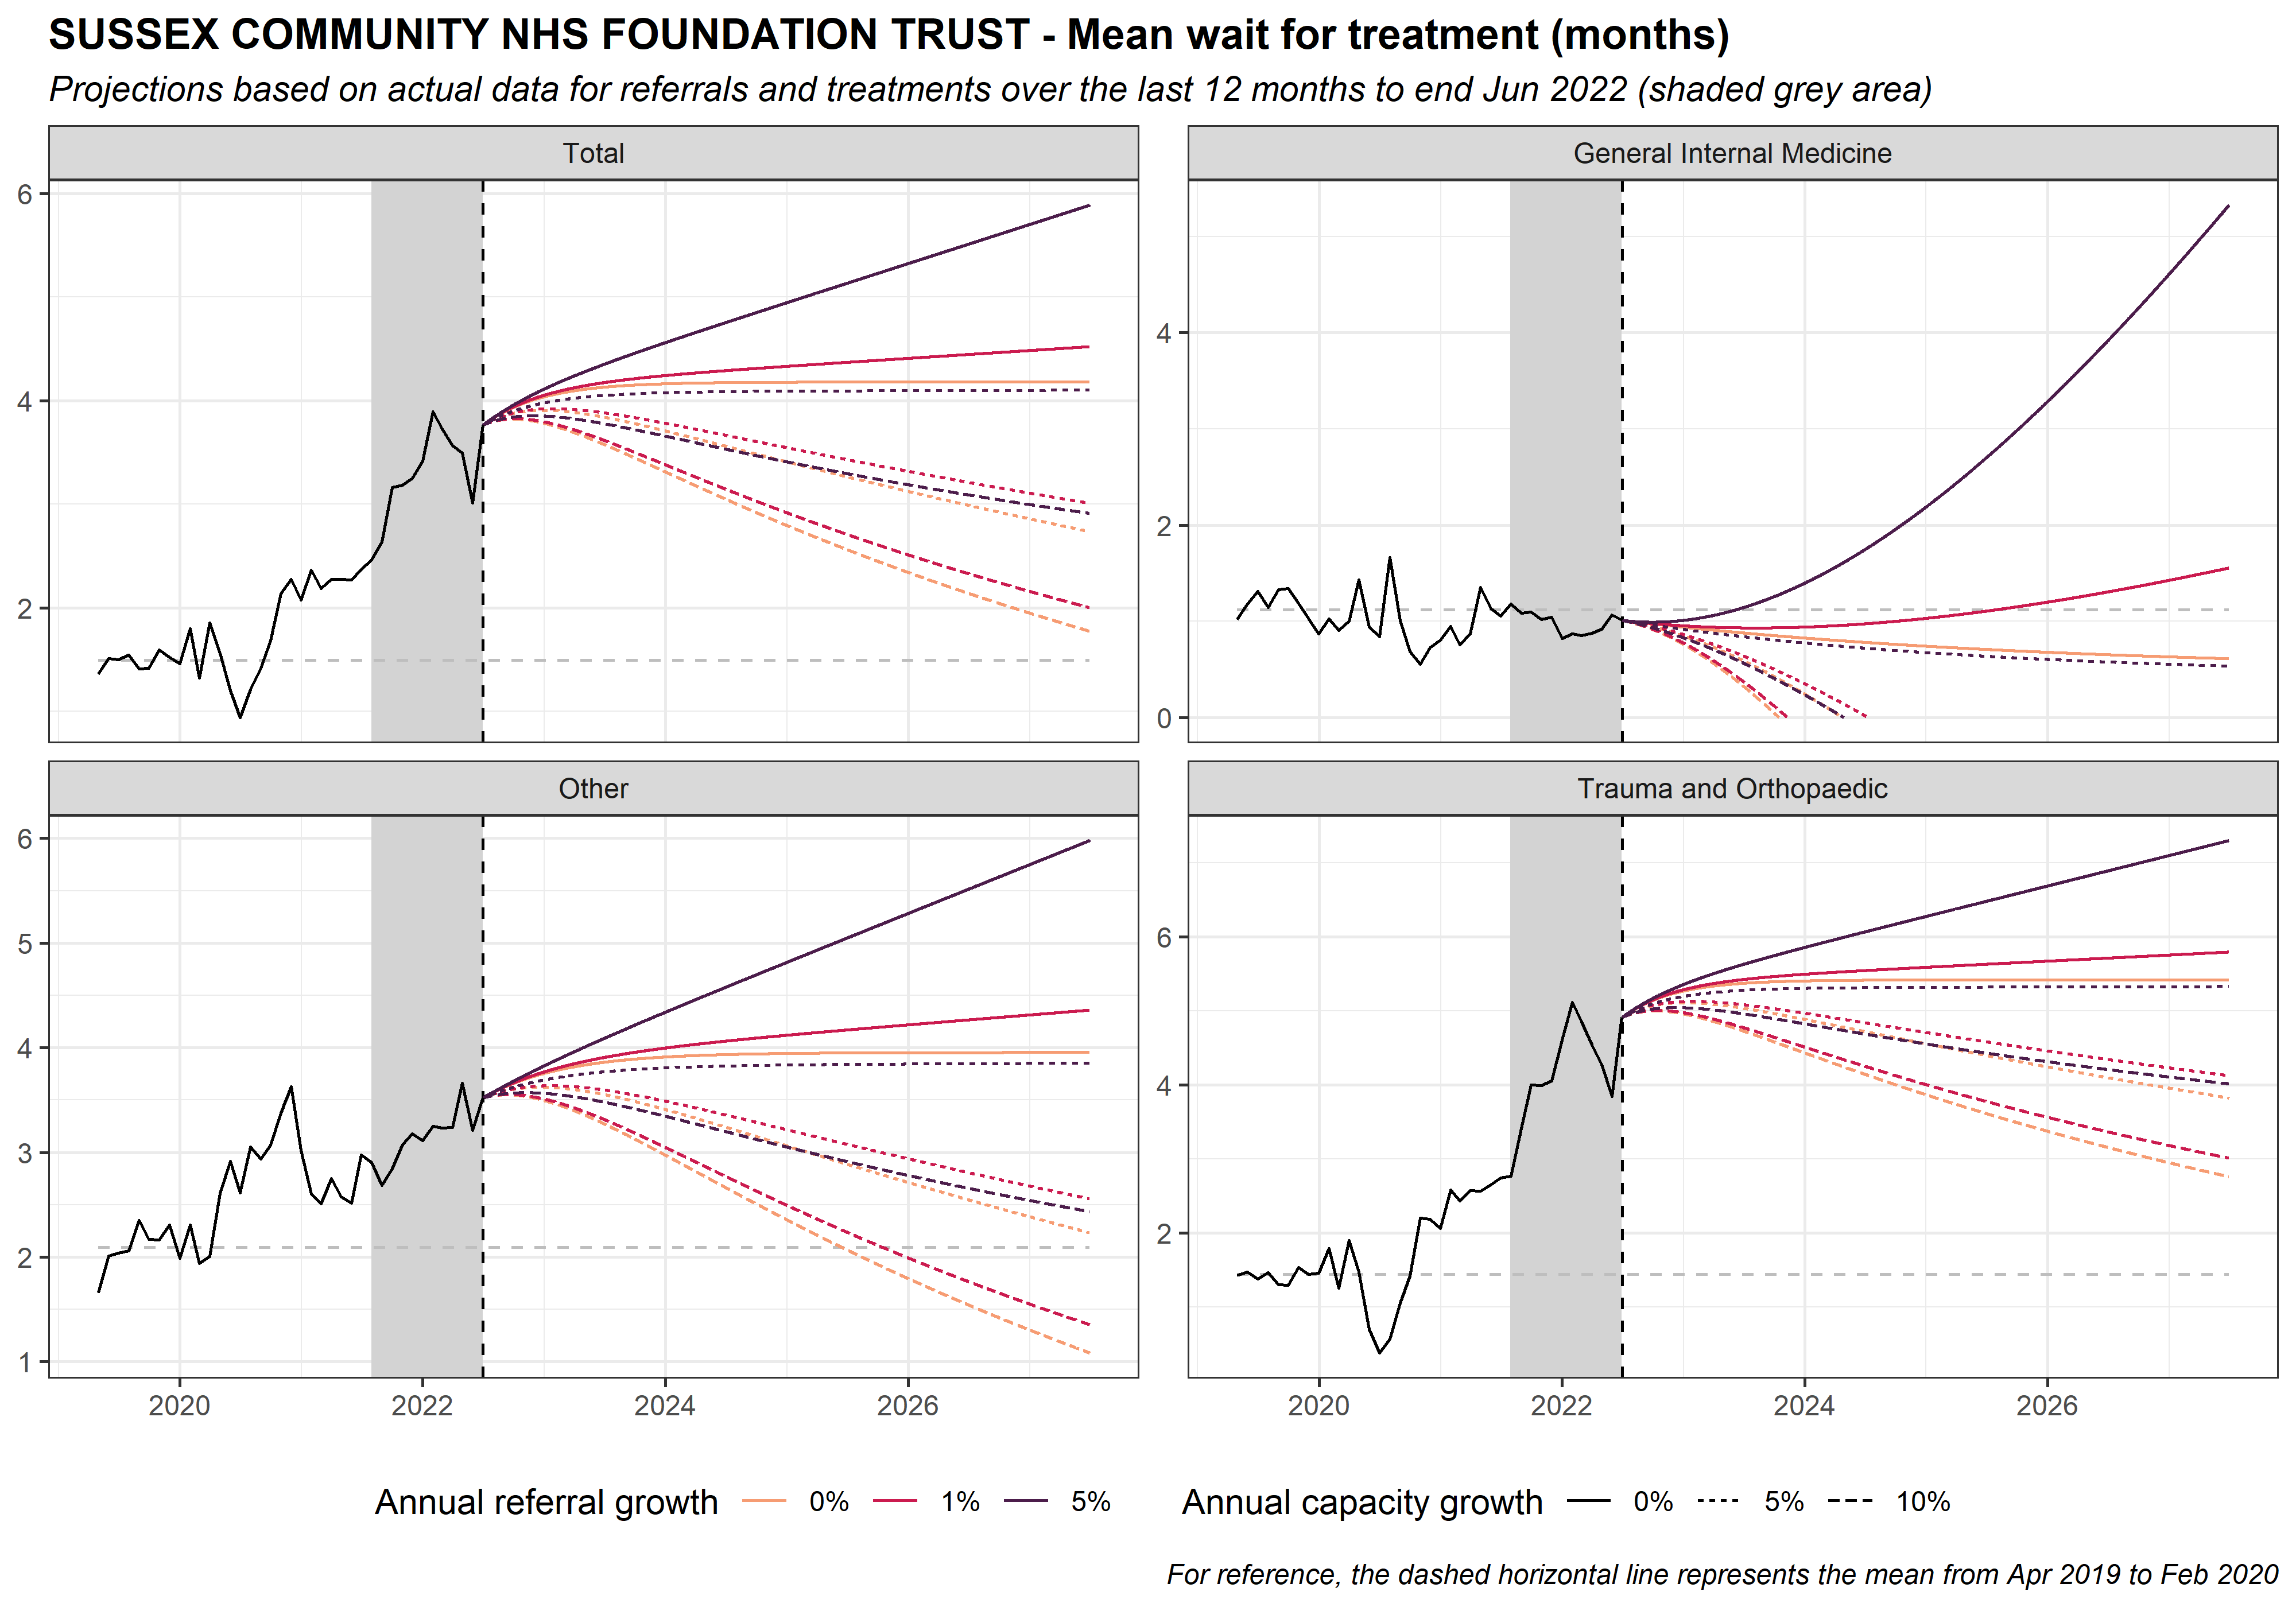 SUSSEX COMMUNITY NHS FOUNDATION TRUST - Mean wait for treatment (months)
Projections based on actual data for referrals and treatments over the last 12 months to end Jun 2022 (shaded grey area)
Total
General Internal Medicine
6
4
2
4
2
0
Other
Trauma and Orthopaedic
6
5
4
3
2
1
6
4
2
2020 2022 2024 2026
2020 2022 2024 2026
Annual referral growth 0% 1% 5% Annual capacity growth 0% 5% 10%
For reference, the dashed horizontal line represents the mean from Apr 2019 to Feb 2020